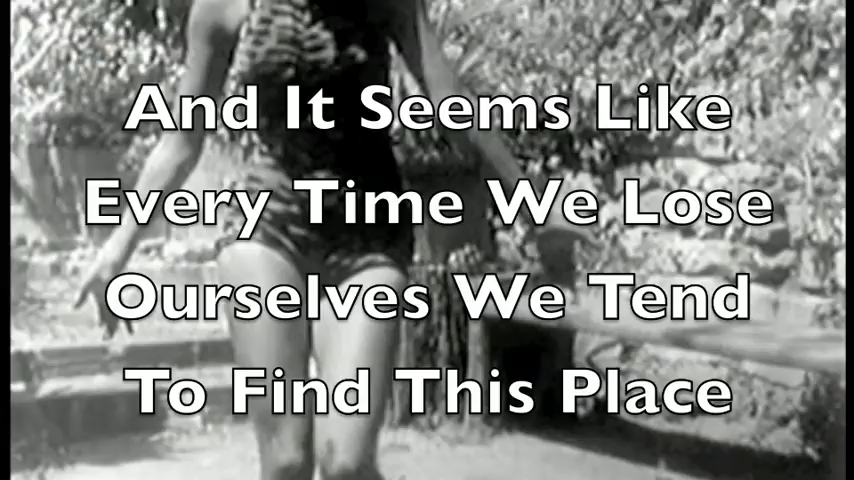 And It Seems Like
Every Time We Lose
Ourselves We Tend
To Find This Place